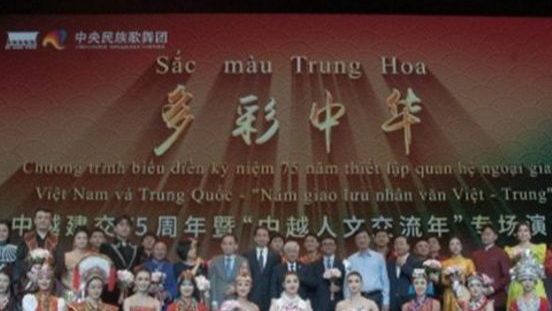 中央民族歌舞团
Sắc màu Trung Hoa
多彩中华
Chương trình biểu diễn kỷ niệm 75 năm thiết lập quan hệ ngoại gia
Việt Nam và Trung Quốc - "Năm giao lưu nhân văn Việt - Trung
中越建交 5周年暨“中越人文交流年”专场演